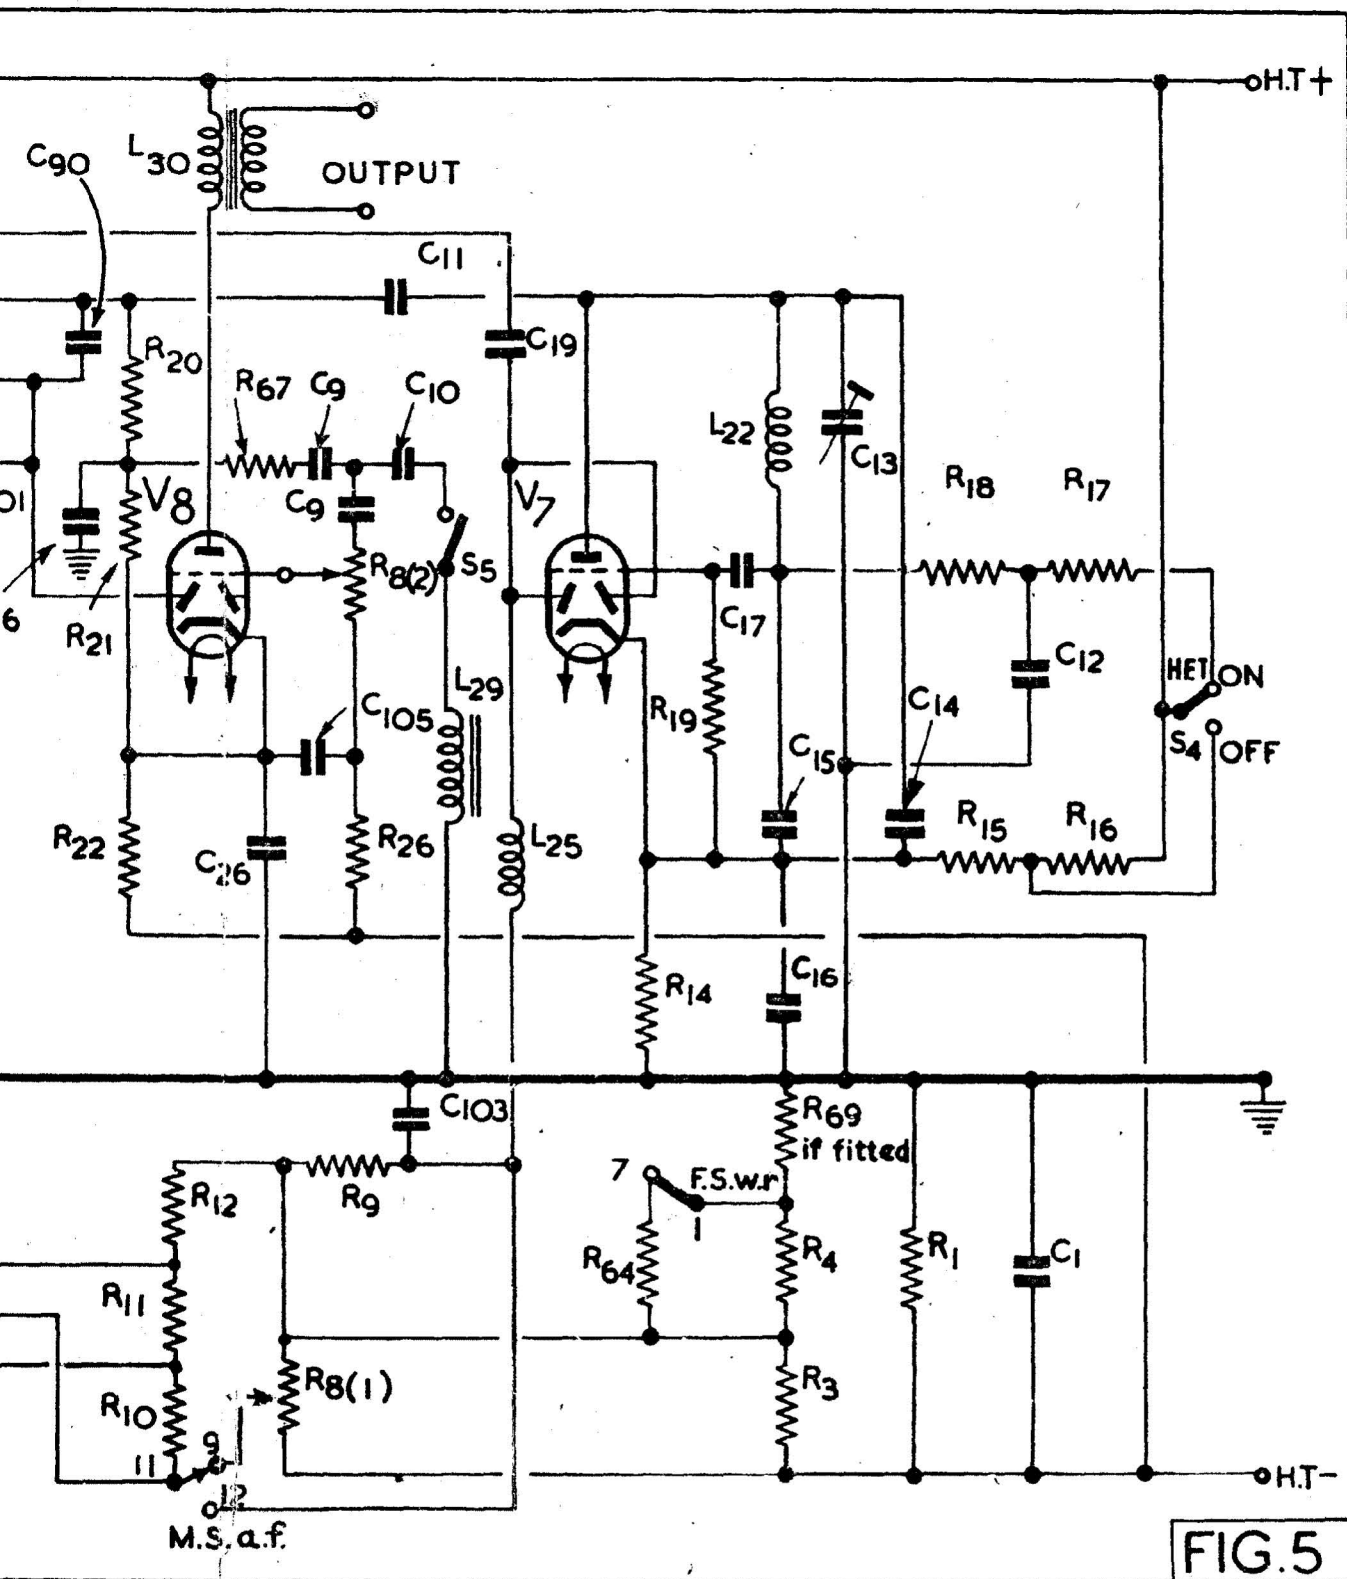 H.T+
C90
L30
OUTPUT
C11
C19
R20
R67
C9
C10
L22
C13
R18
R17
01
V8
C9
V7
R8(2)
S5
C17
6
R21
C12
HET
ON
L29
C105
R19
C14
S4
OFF
C15
R22
C26
R26
L25
R15
R16
R14
C16
C103
R69
if fitted
7
F.S.w.r
1
R12
R9
R64
R4
R1
C1
R11
R8(1)
R3
R10
9
11
12
H.T-
M.S.a.f.
FIG.5